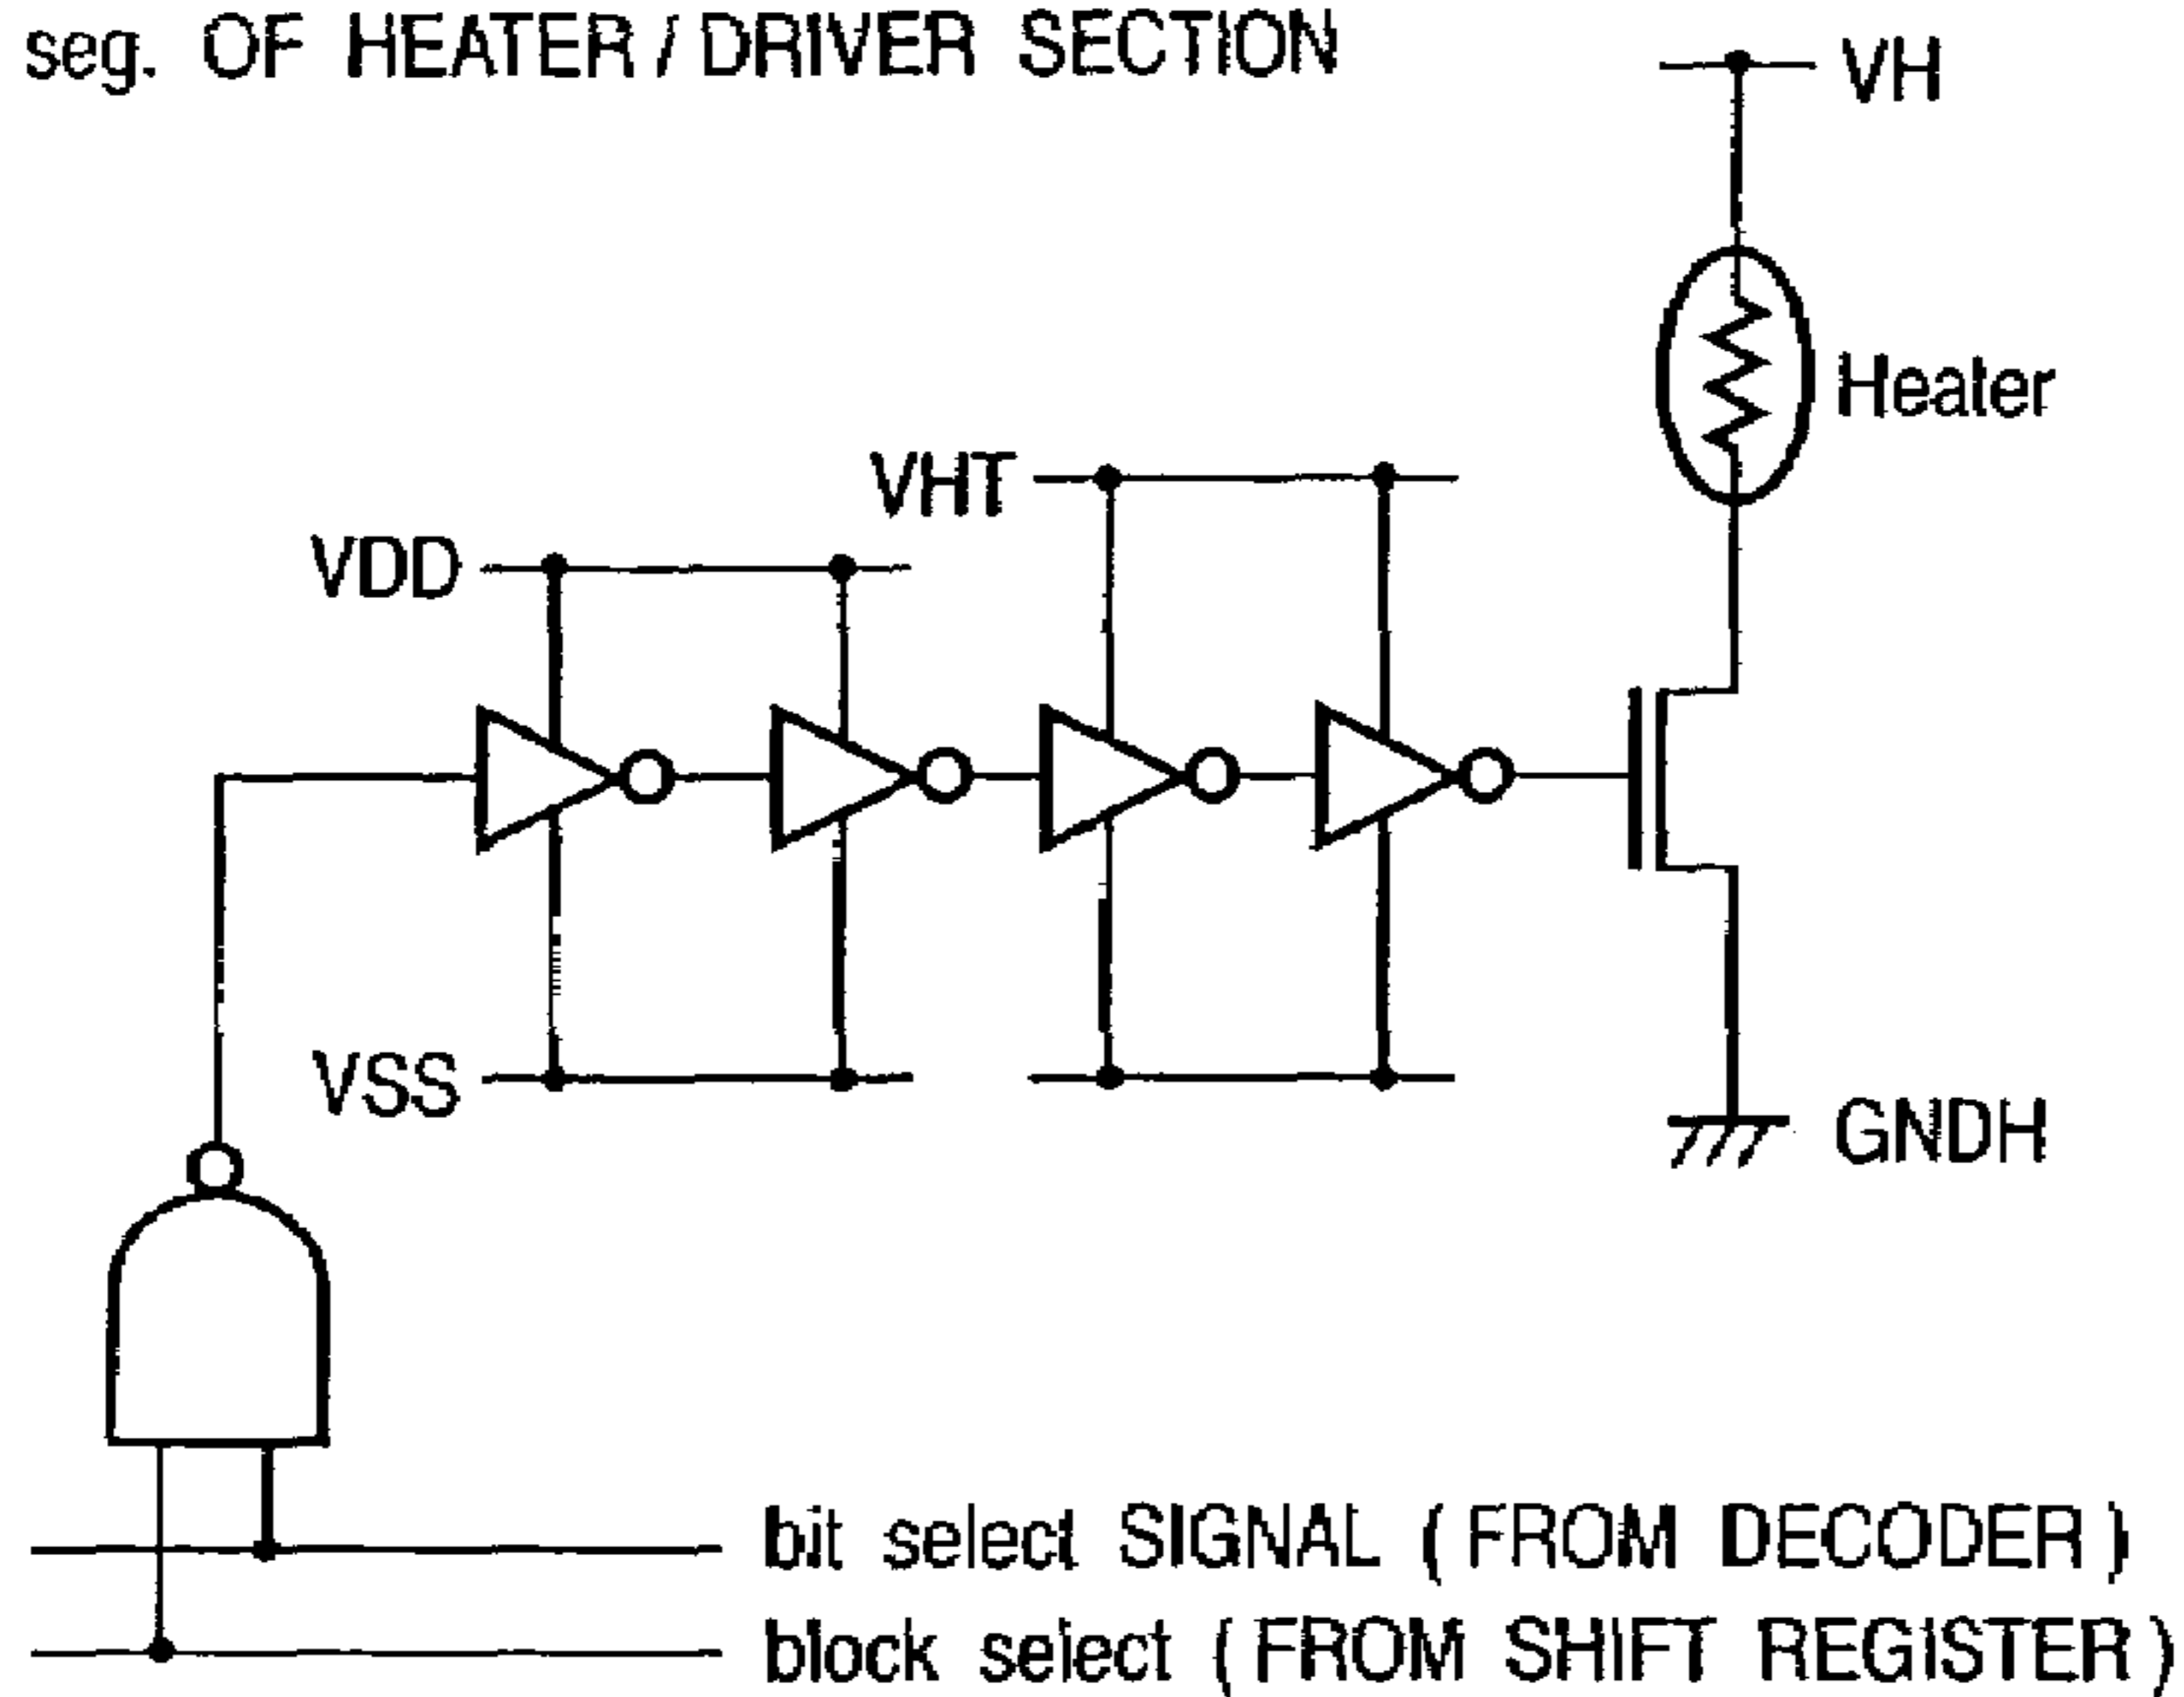 seg. OF HEATER / DRIVER SECTION
VH
Heater
VHT
VDD
VSS
GNDH
bit select SIGNAL ( FROM DECODER )
block select ( FROM SHIFT REGISTER )